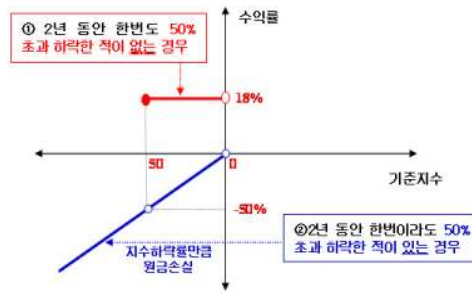 수익률
① 2년 동안 한번도 50%
초과 하락한 적이 없는 경우
18%
50
0
기준지수
-50%
지수하락률만큼
원금손실
②2년 동안 한번이라도 50%
초과 하락한 적이 있는 경우